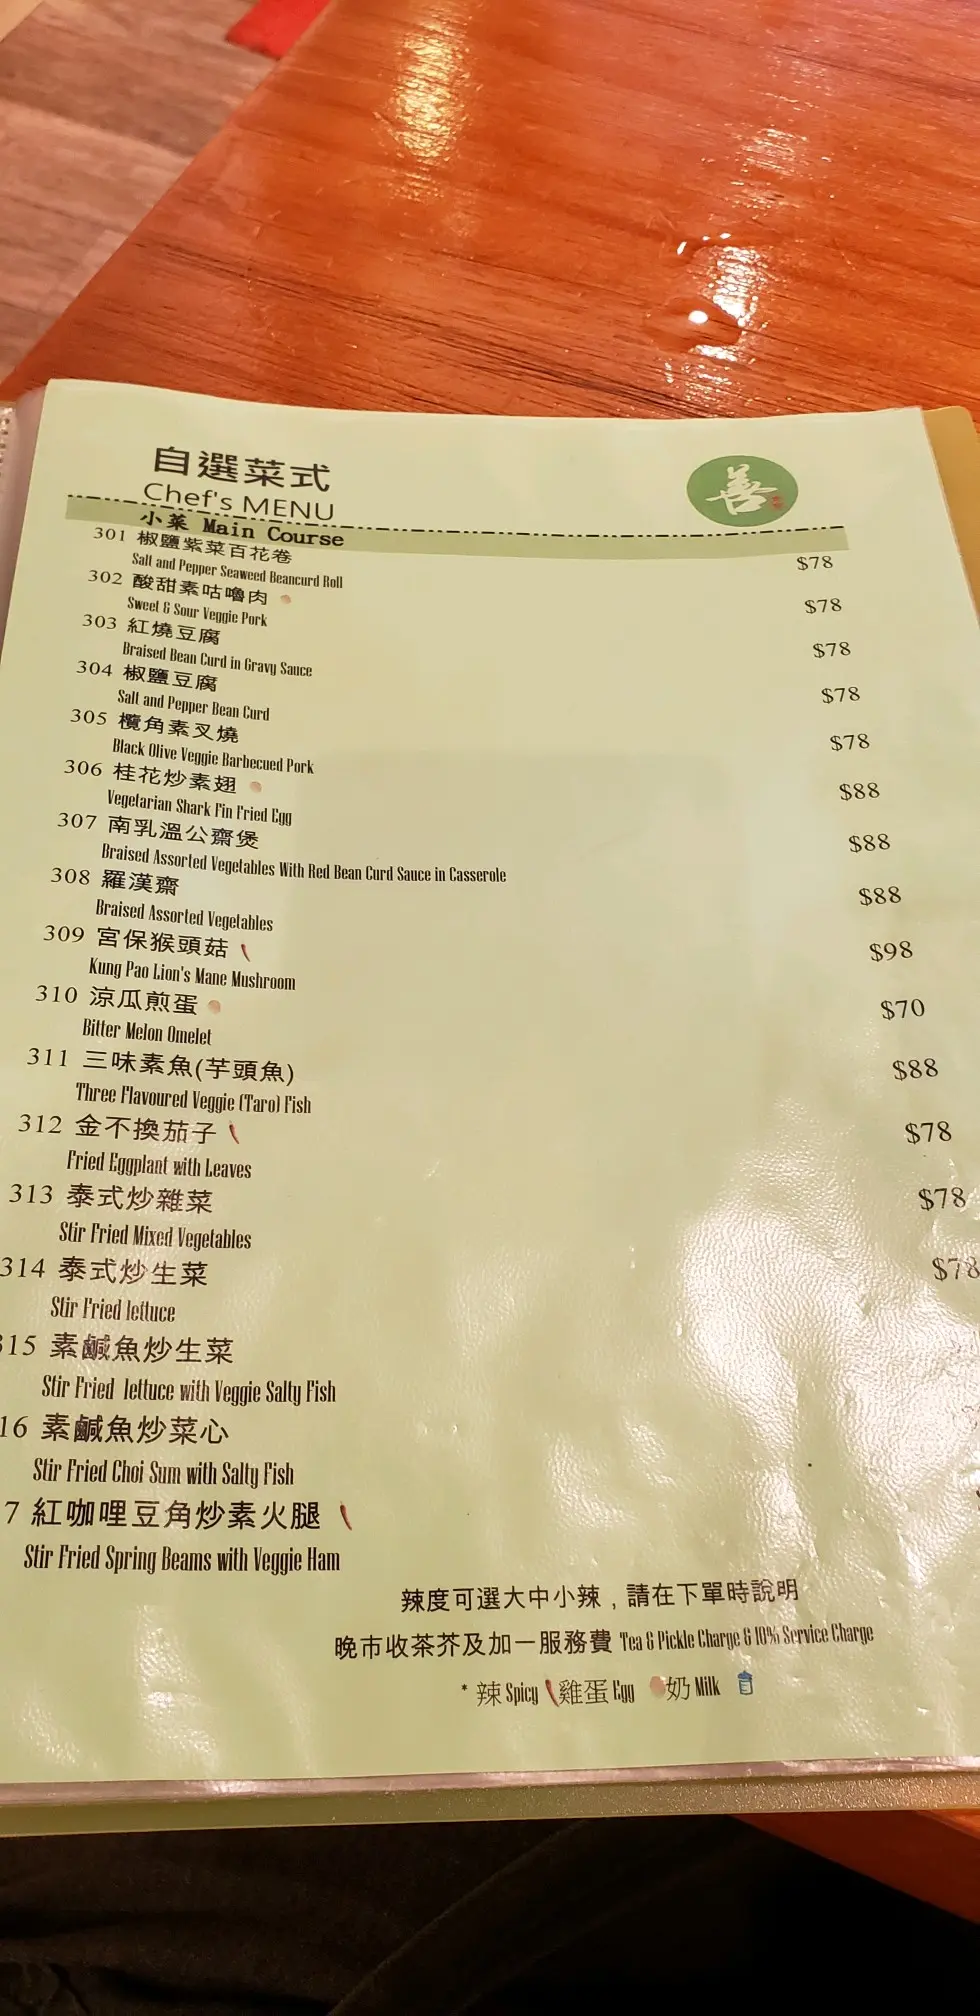 自選菜式
善
Chef's MENU
小菜 Main Course
301 椒鹽紫菜百花卷 $78
Salt and Pepper Seaweed Beancurd Roll
302 酸甜素咕嚕肉 $78
Sweet & Sour Veggie Pork
303 紅燒豆腐 $78
Braised Bean Curd in Gravy Sauce
304 椒鹽豆腐 $78
Salt and Pepper Bean Curd
305 欖角素叉燒 $78
Black Olive Veggie Barbecued Pork
306 桂花炒素翅 $88
Vegetarian Shark Fin Fried Egg
307 南乳溫公齋煲 $88
Braised Assorted Vegetables With Red Bean Curd Sauce in Casserole
308 羅漢齋 $88
Braised Assorted Vegetables
309 宮保猴頭菇 $98
Kung Pao Lion's Mane Mushroom
310 涼瓜煎蛋 $70
Bitter Melon Omelet
311 三味素魚(芋頭魚) $88
Three Flavoured Veggie (Taro) Fish
312 金不換茄子 $78
Fried Eggplant with Leaves
313 泰式炒雜菜 $78
Stir Fried Mixed Vegetables
314 泰式炒生菜 $78
Stir Fried lettuce
315 素鹹魚炒生菜
Stir Fried lettuce with Veggie Salty Fish
16 素鹹魚炒菜心
Stir Fried Choi Sum with Salty Fish
7 紅咖哩豆角炒素火腿
Stir Fried Spring Beams with Veggie Ham
辣度可選大中小辣，請在下單時說明
晚市收茶芥及加一服務費 Tea & Pickle Charge & 10% Service Charge
* 辣 Spicy 雞蛋 Egg 奶 Milk